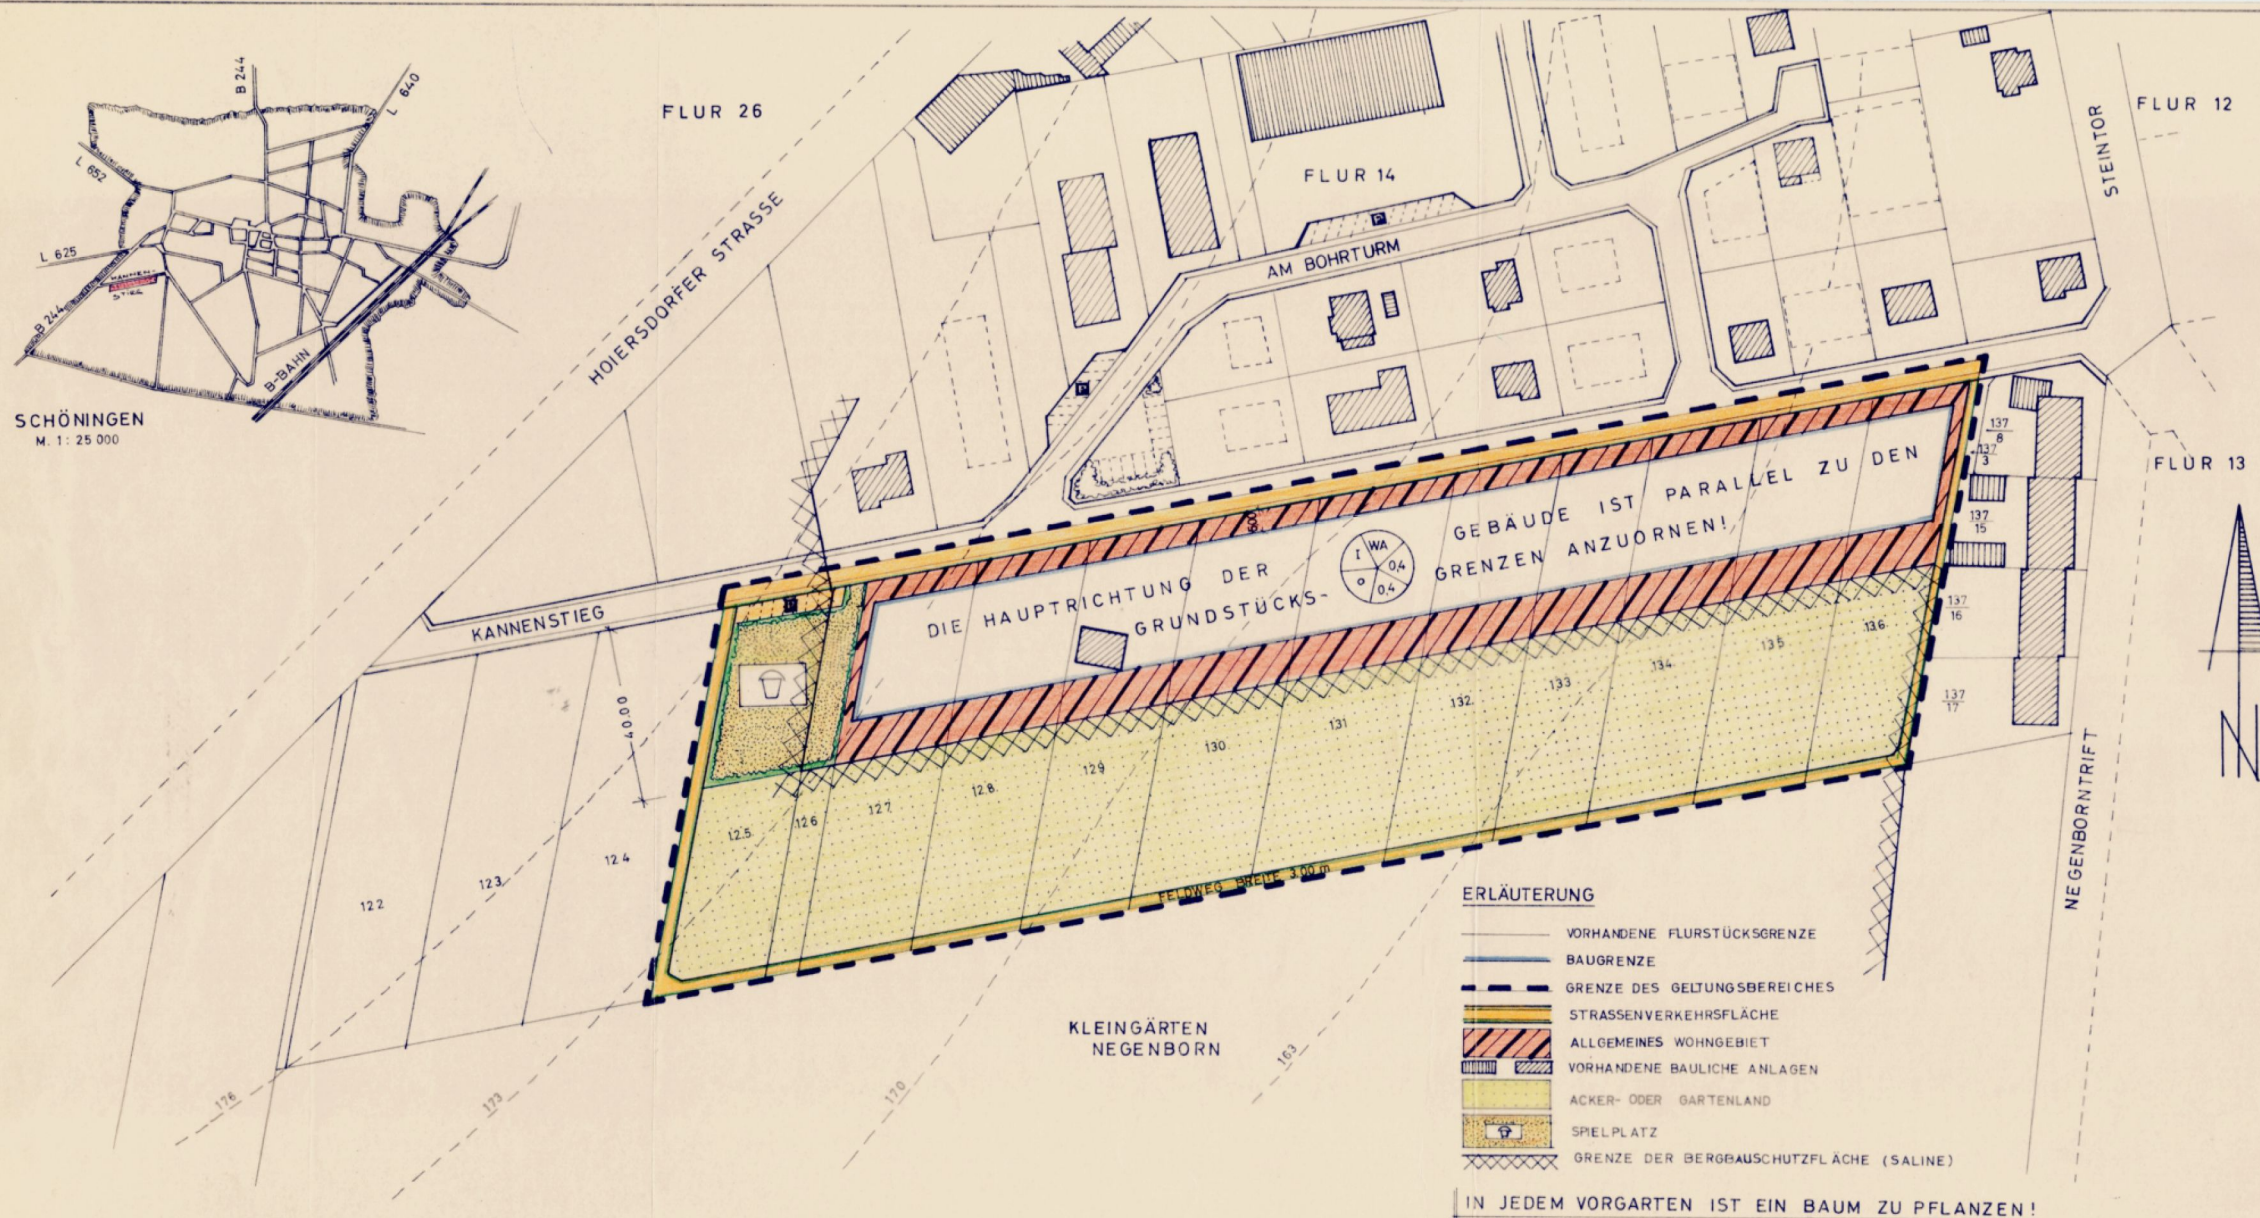 B 244
L 640
L 652
L 625
KANNEN-
STIEG
B 244
B-BAHN
SCHÖNINGEN
M. 1: 25 000
FLUR 26
HOIERSDORFER STRASSE
FLUR 14
P
AM BOHRTURM
P
STEINTOR
FLUR 12
FLUR 13
KANNENSTIEG
DIE HAUPTRICHTUNG DER
GEBÄUDE IST PARALLEL ZU DEN
GRUNDSTÜCKS-
GRENZEN ANZUORNEN!
I
WA
o
0,4
0,4
137
8
137
3
137
15
137
16
137
17
40.00
122
123
124
125
126
127
128
129
130
131
132
133
134
135
136
FELDWEG BREITE 3.00 m
NEGENBORNTRIFT
N
KLEINGÄRTEN
NEGENBORN
176
173
170
163
ERLÄUTERUNG
VORHANDENE FLURSTÜCKSGRENZE
BAUGRENZE
GRENZE DES GELTUNGSBEREICHES
STRASSENVERKEHRSFLÄCHE
ALLGEMEINES WOHNGEBIET
VORHANDENE BAULICHE ANLAGEN
ACKER- ODER GARTENLAND
SPIELPLATZ
GRENZE DER BERGBAUSCHUTZFLÄCHE (SALINE)
IN JEDEM VORGARTEN IST EIN BAUM ZU PFLANZEN!